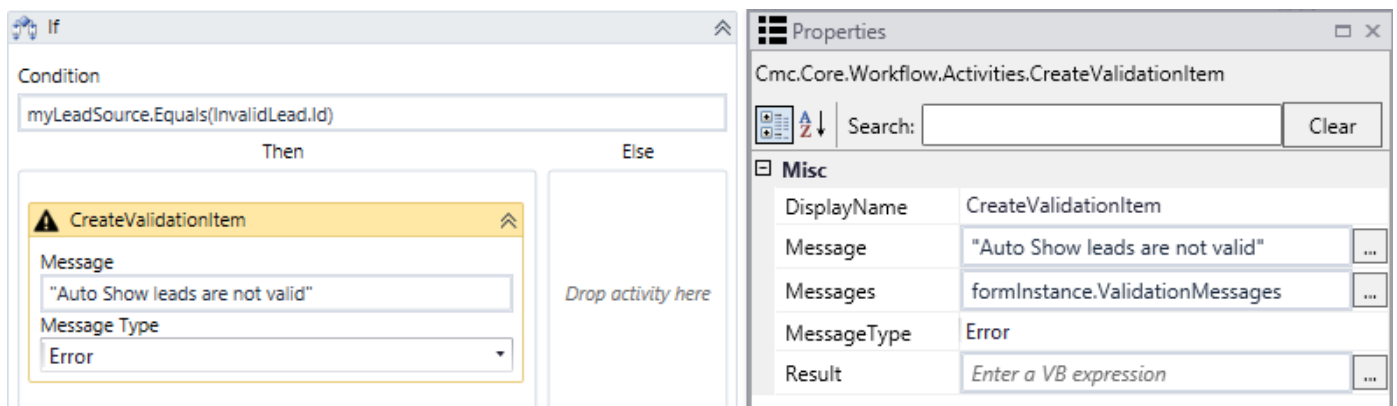 If
Condition
myLeadSource.Equals(InvalidLead.Id)
Then
Else
CreateValidationItem
Message
"Auto Show leads are not valid"
Message Type
Error
Drop activity here
Properties
Cmc.Core.Workflow.Activities.CreateValidationItem
A Z Search: Clear
Misc
DisplayName CreateValidationItem
Message "Auto Show leads are not valid" ...
Messages formInstance.ValidationMessages ...
MessageType Error
Result Enter a VB expression ...